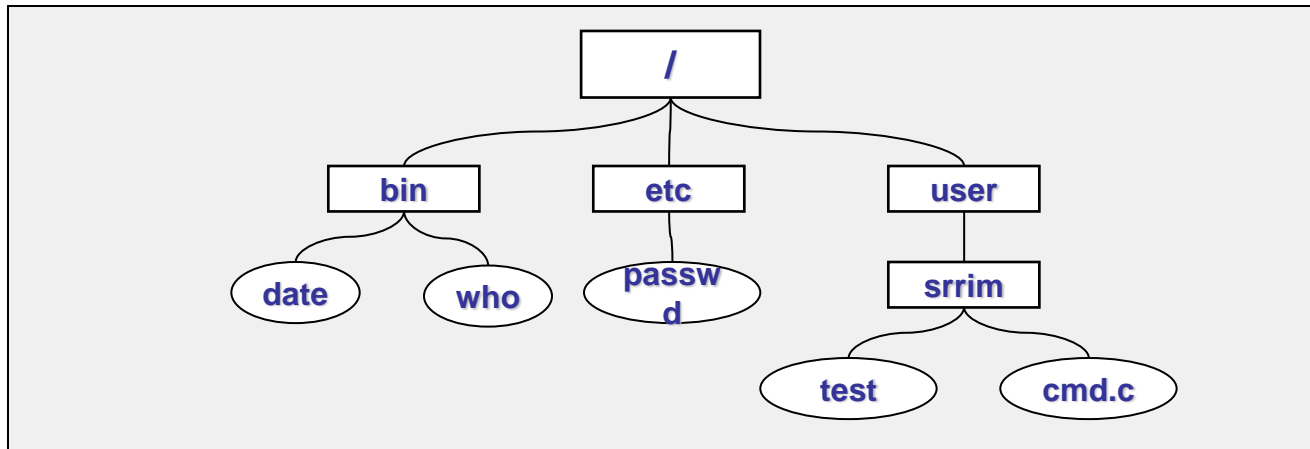 /
bin
etc
user
date
who
passw
d
srrim
test
cmd.c